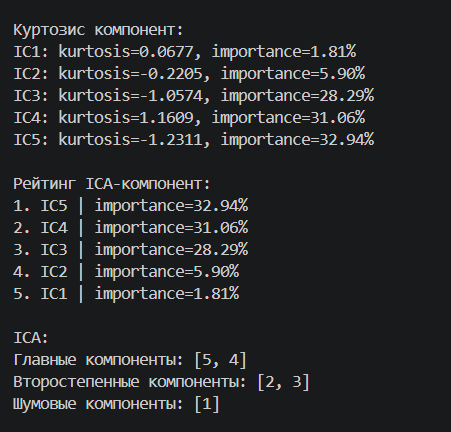 Куртозис компонент:
IC1: kurtosis=0.0677, importance=1.81%
IC2: kurtosis=-0.2205, importance=5.90%
IC3: kurtosis=-1.0574, importance=28.29%
IC4: kurtosis=1.1609, importance=31.06%
IC5: kurtosis=-1.2311, importance=32.94%
Рейтинг ICA-компонент:
1. IC5 | importance=32.94%
2. IC4 | importance=31.06%
3. IC3 | importance=28.29%
4. IC2 | importance=5.90%
5. IC1 | importance=1.81%
ICA:
Главные компоненты: [5, 4]
Второстепенные компоненты: [2, 3]
Шумовые компоненты: [1]